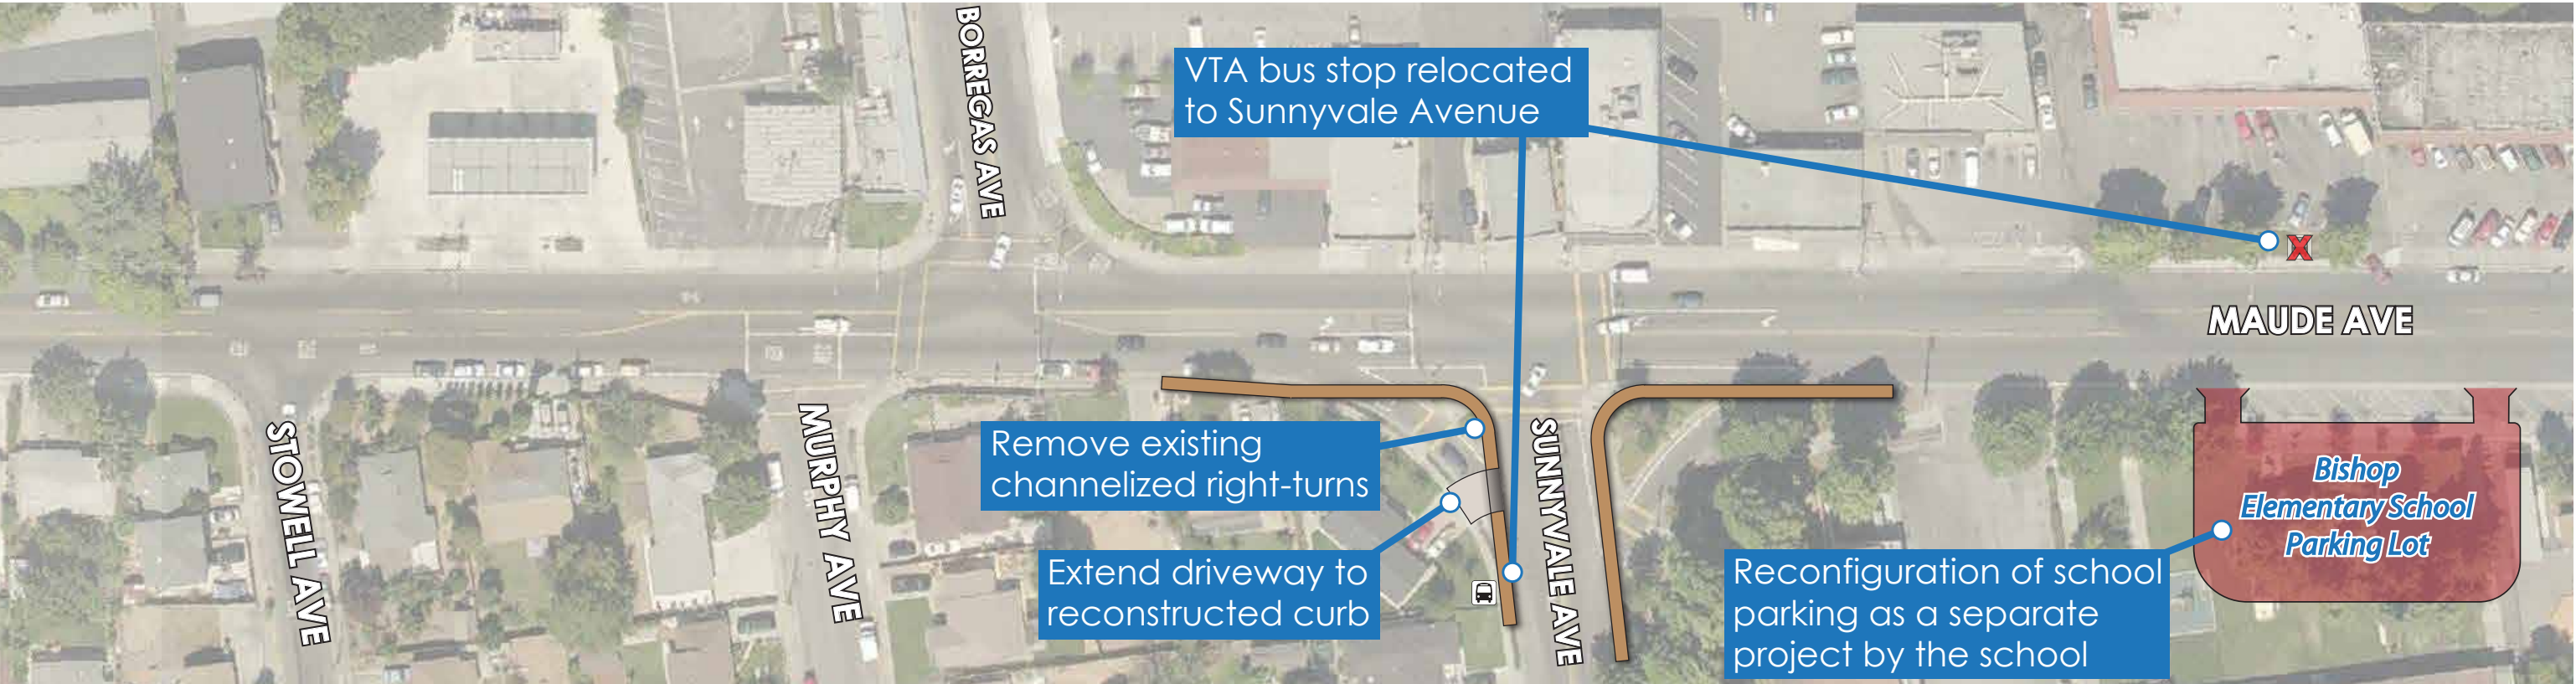 BORREGAS AVE
VTA bus stop relocated
to Sunnyvale Avenue
X
MAUDE AVE
STOWELL AVE
MURPHY AVE
Remove existing
channelized right-turns
SUNNYVALE AVE
Extend driveway to
reconstructed curb
Bishop
Elementary School
Parking Lot
Reconfiguration of school
parking as a separate
project by the school